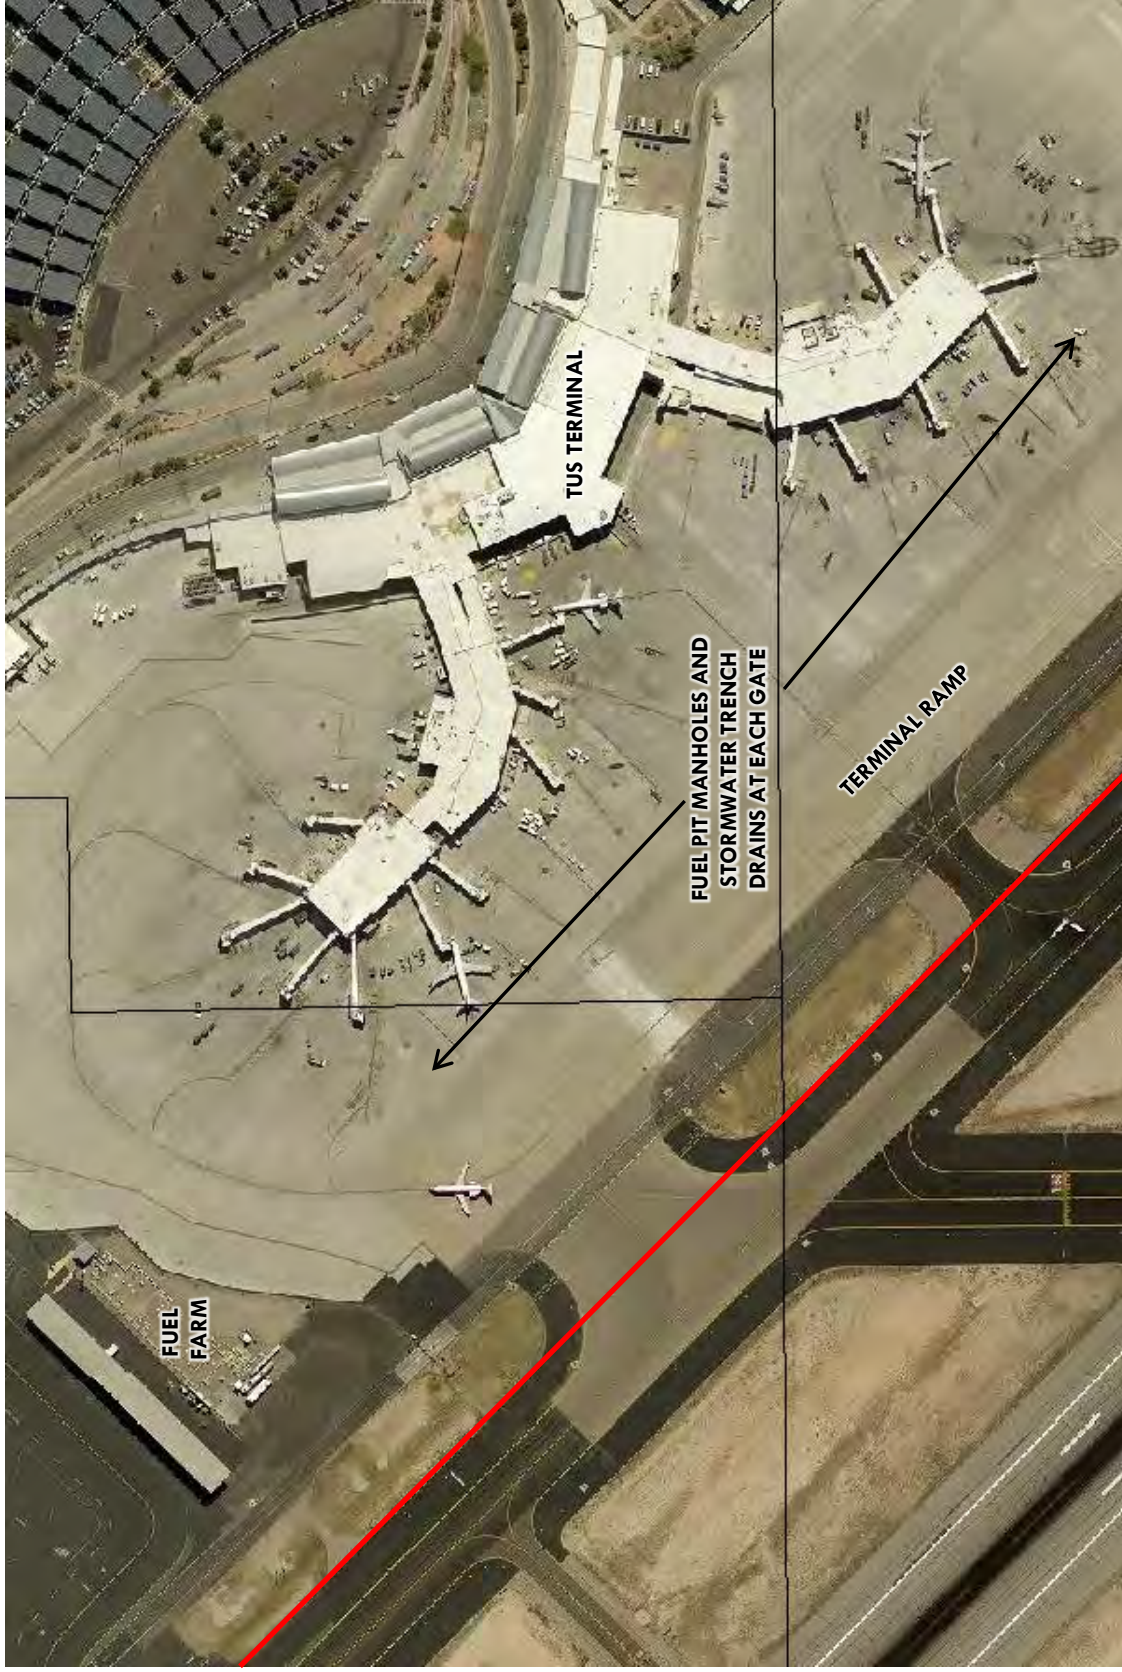 TUS TERMINAL
FUEL PIT MANHOLES AND
STORMWATER TRENCH
DRAINS AT EACH GATE
TERMINAL RAMP
FUEL
FARM